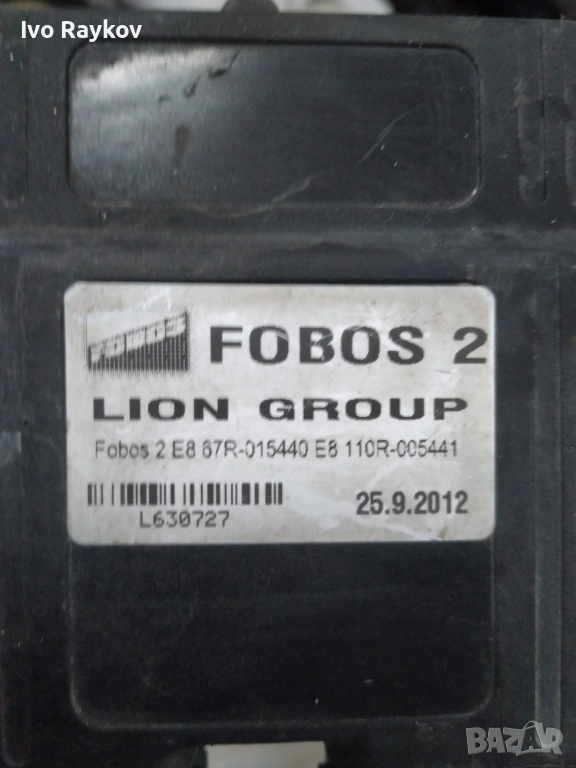 Ivo Raykov
FOBOS
FOBOS 2
LION GROUP
Fobos 2 E8 67R-015440 E8 110R-005441
L630727
25.9.2012
BAZAR